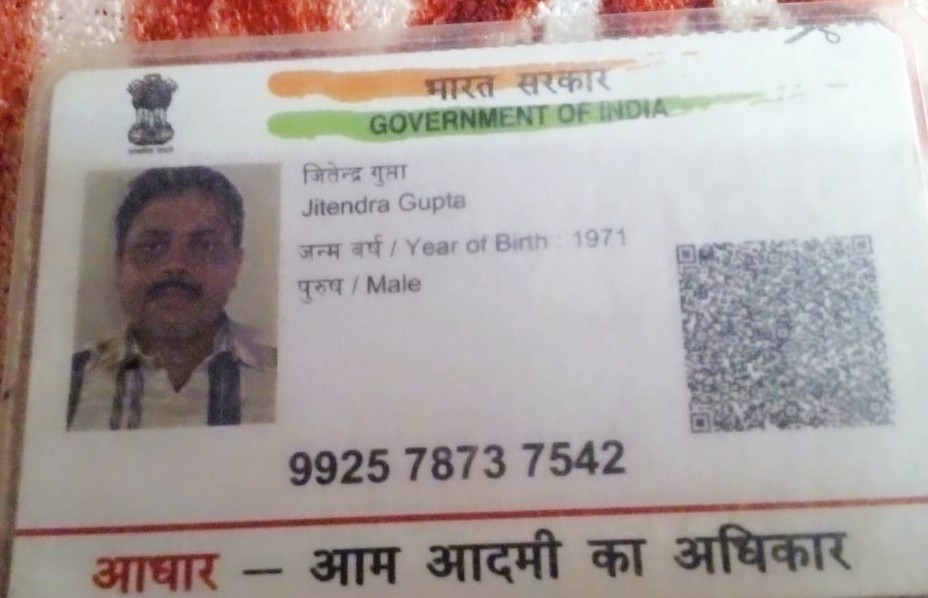 भारत सरकार
GOVERNMENT OF INDIA
जितेन्द्र गुप्ता
Jitendra Gupta
जन्म वर्ष / Year of Birth : 1971
पुरुष / Male
9925 7873 7542
आधार – आम आदमी का अधिकार